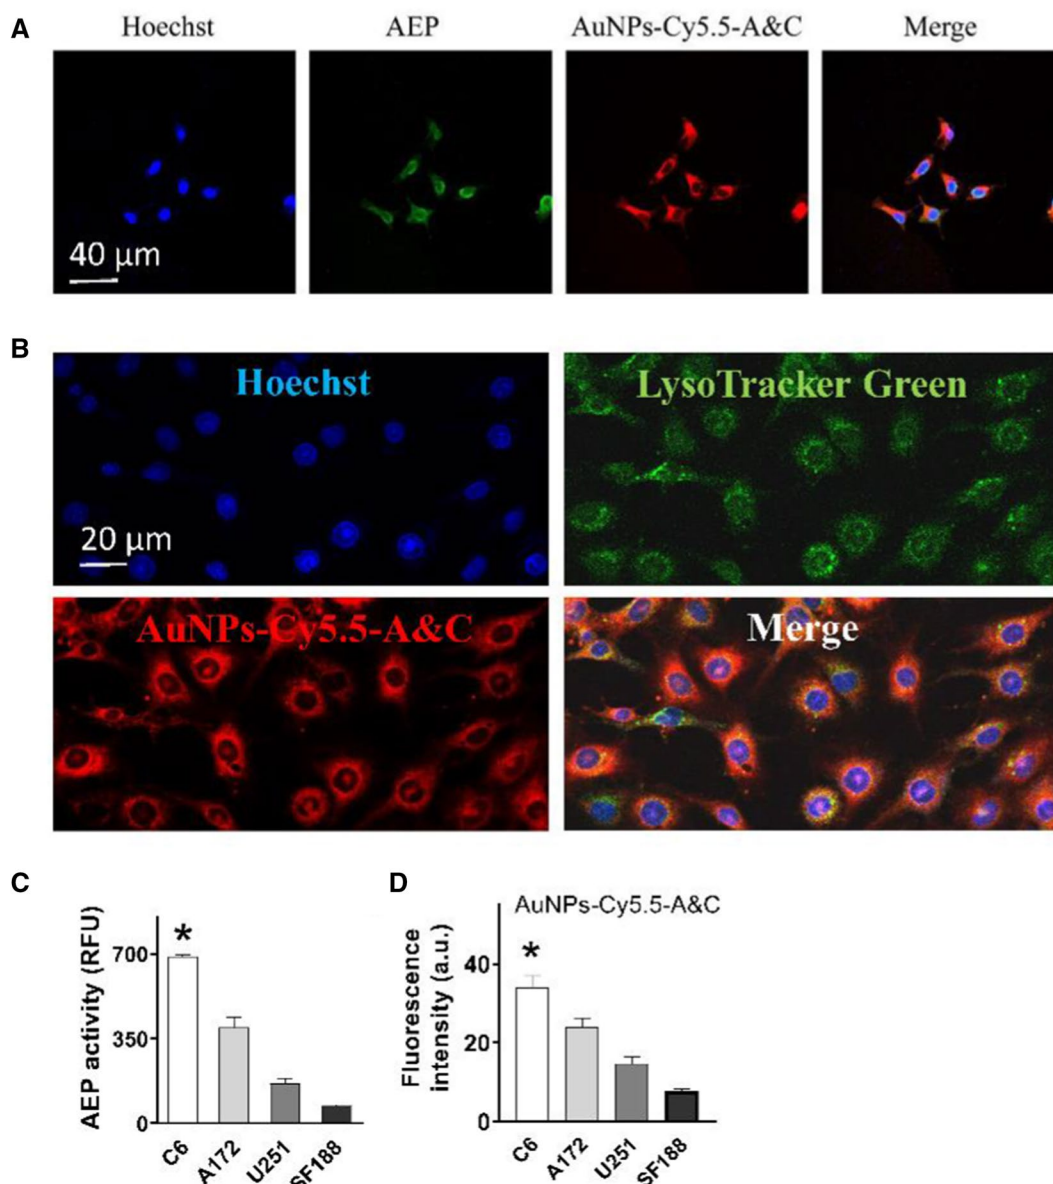 A
Hoechst
AEP
AuNPs-Cy5.5-A&C
Merge
40 μm
B
Hoechst
LysoTracker Green
20 μm
AuNPs-Cy5.5-A&C
Merge
C
AEP activity (RFU)
*
700
350
0
C6
A172
U251
SF188
D
AuNPs-Cy5.5-A&C
Fluorescence
intensity (a.u.)
*
40
20
0
C6
A172
U251
SF188